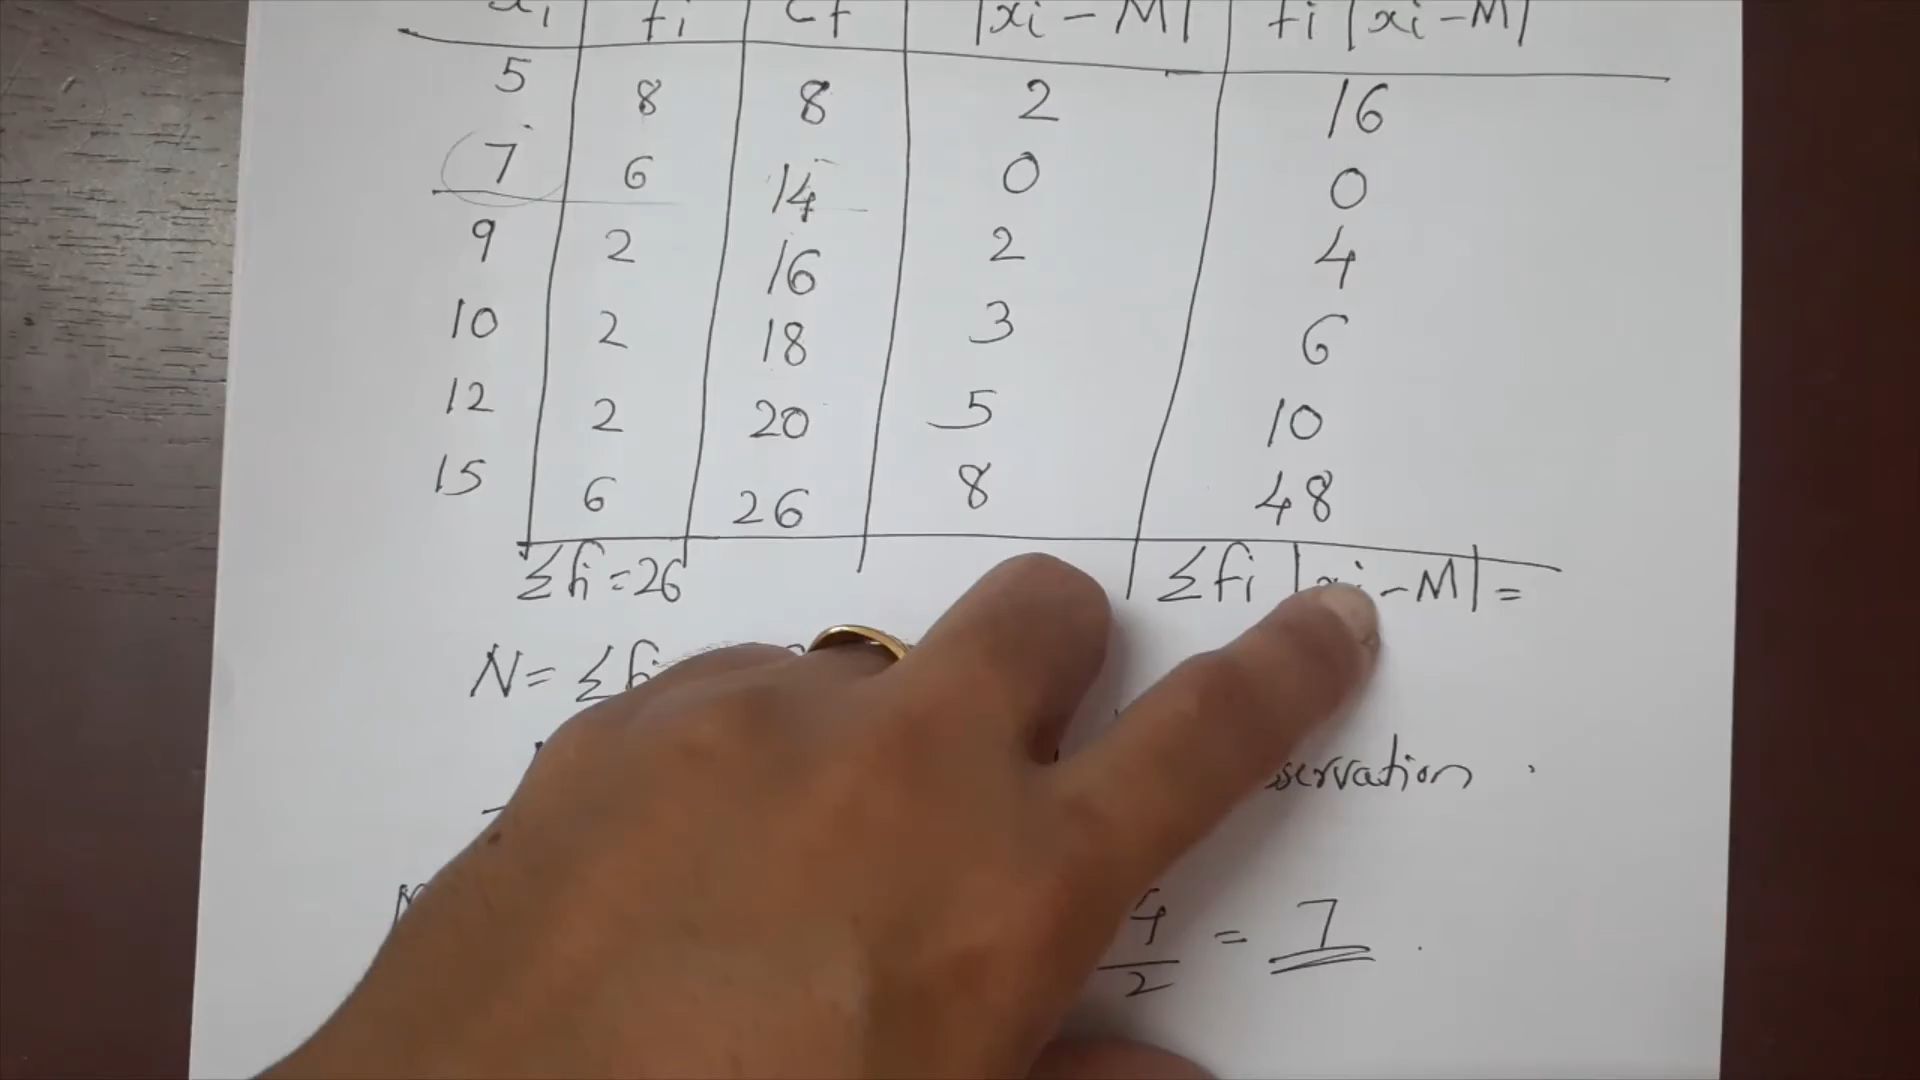 xi fi cf |xi - M| fi |xi - M|
5 8 8 2 16
7 6 14 0 0
9 2 16 2 4
10 2 18 3 6
12 2 20 5 10
15 6 26 8 48
Σfi = 26 Σfi |xi - M| =
N = Σfi
servation .
2 = 7 .